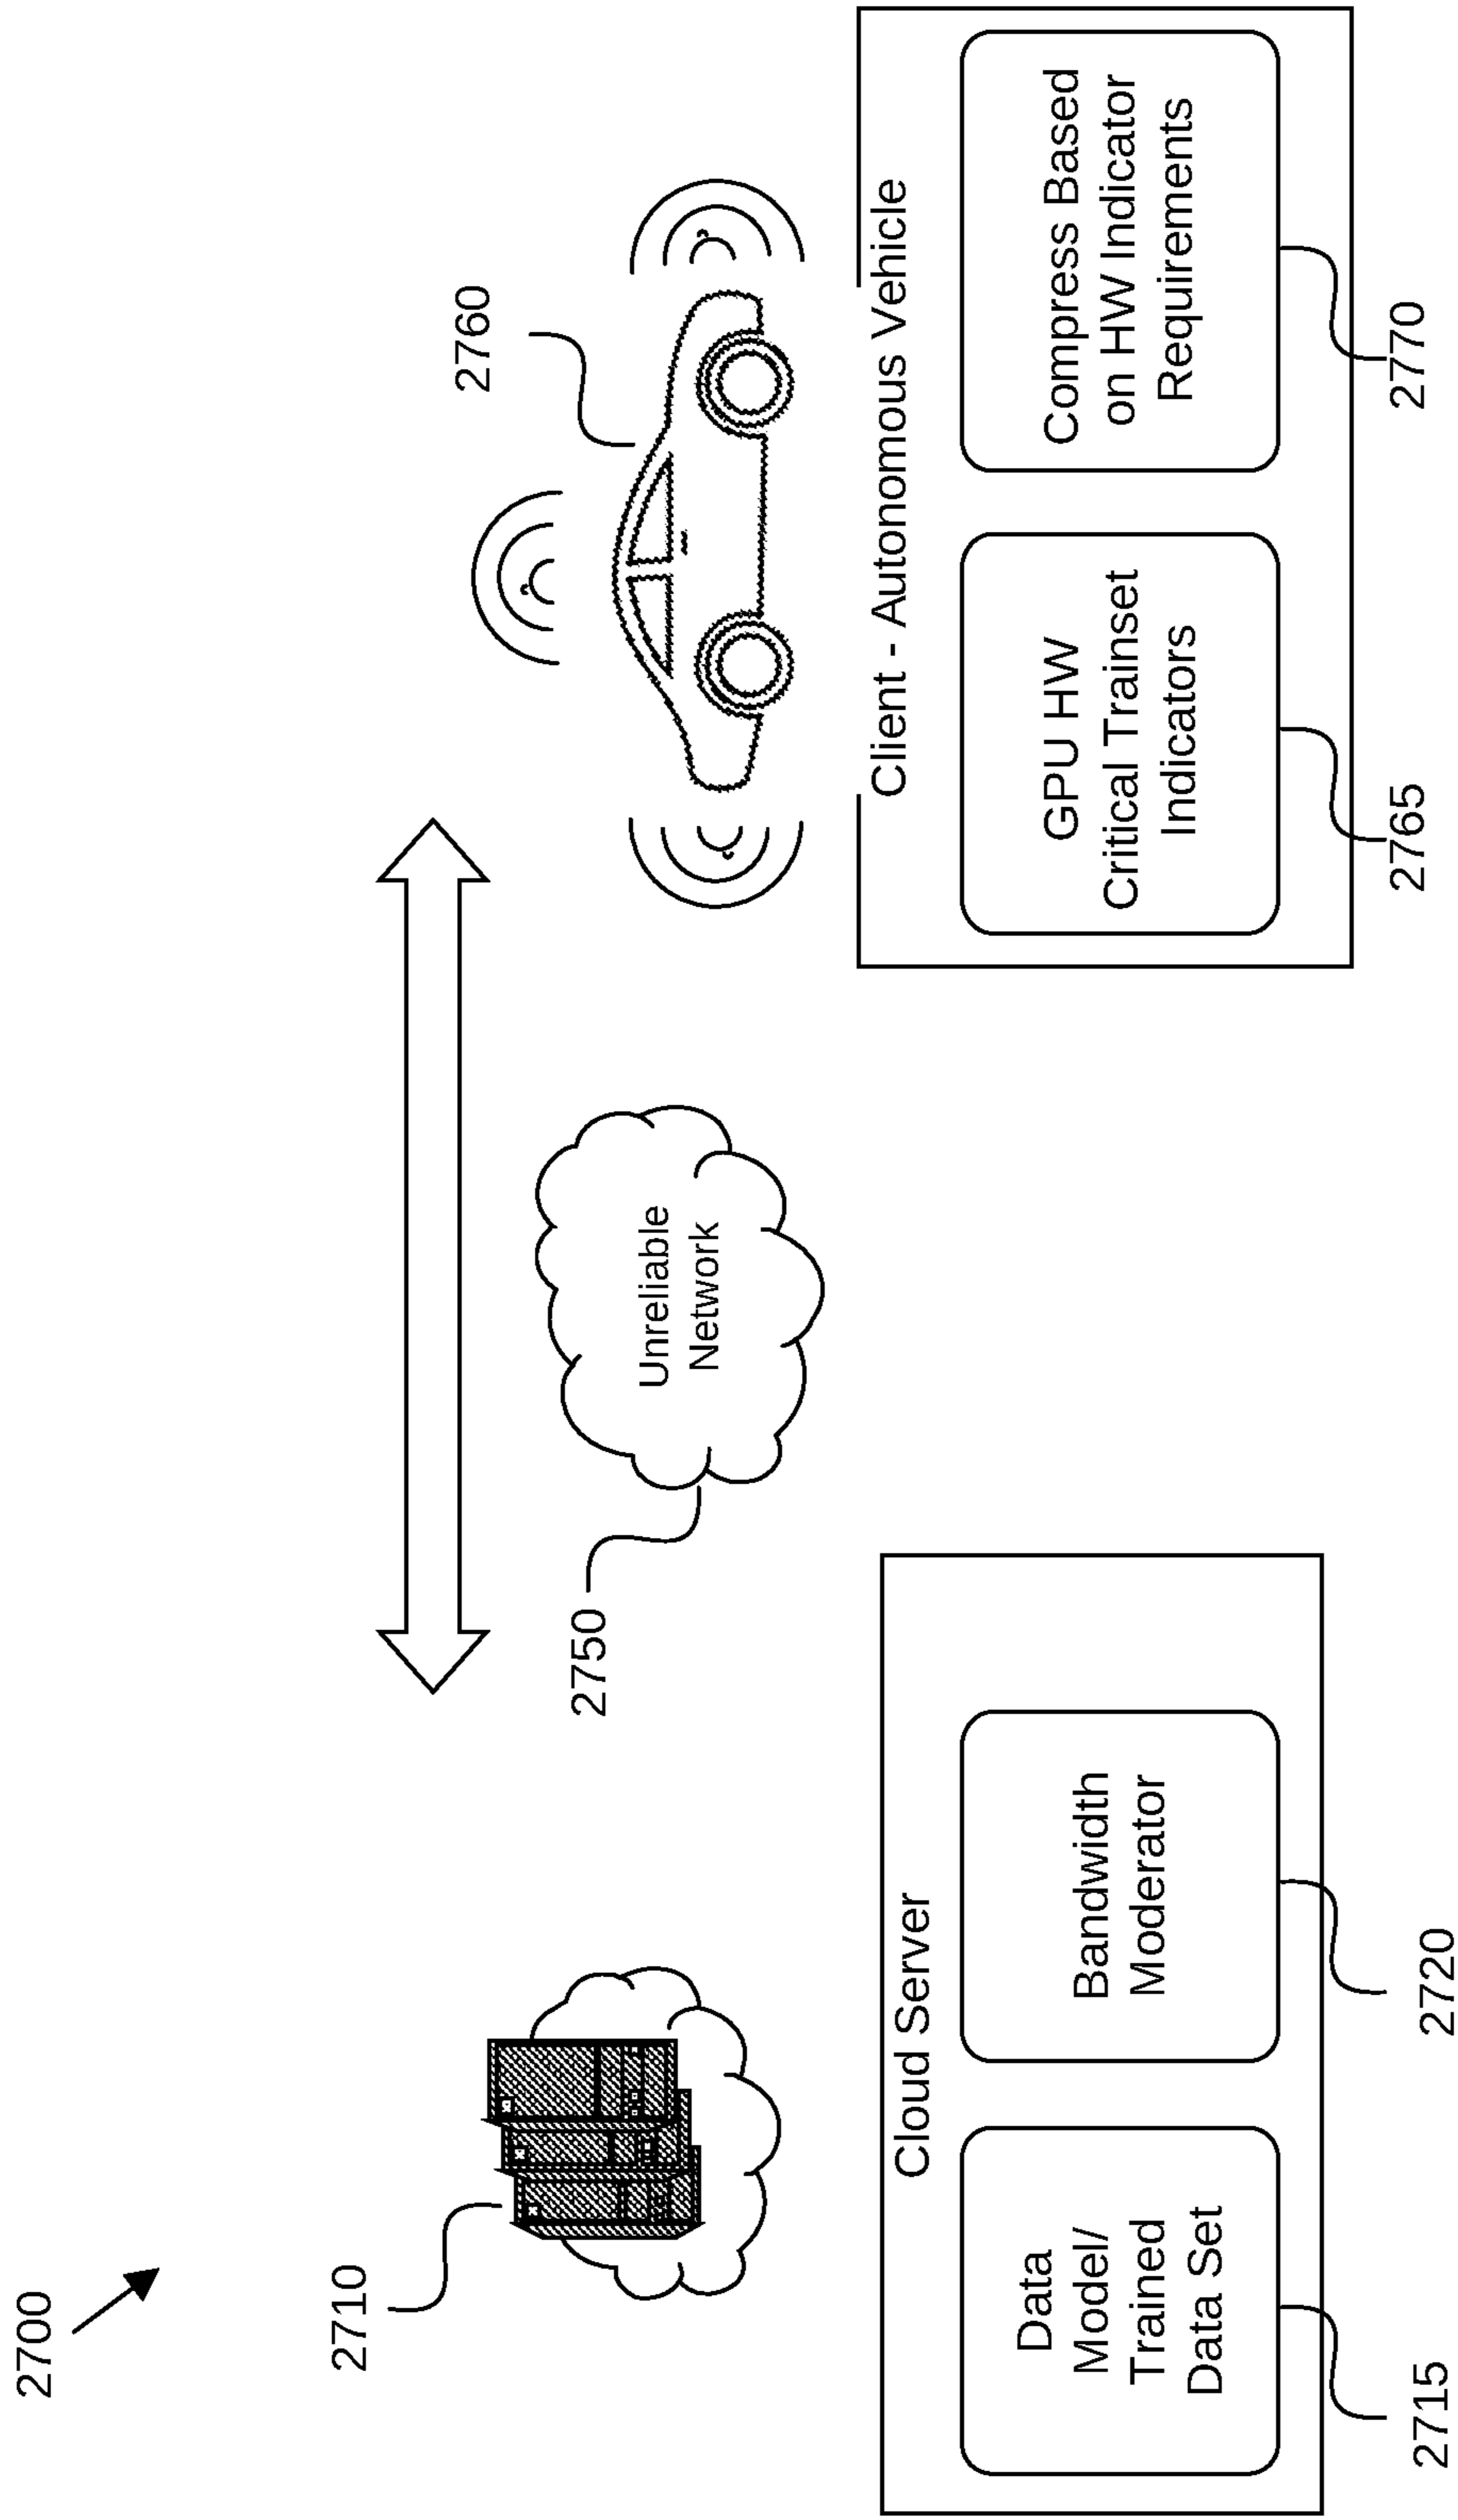 2700
2710
2750
2760
Unreliable
Network
Cloud Server
Data
Model/
Trained
Data Set
Bandwidth
Moderator
2715
2720
Client - Autonomous Vehicle
GPU HW
Critical Trainset
Indicators
Compress Based
on HW Indicator
Requirements
2765
2770